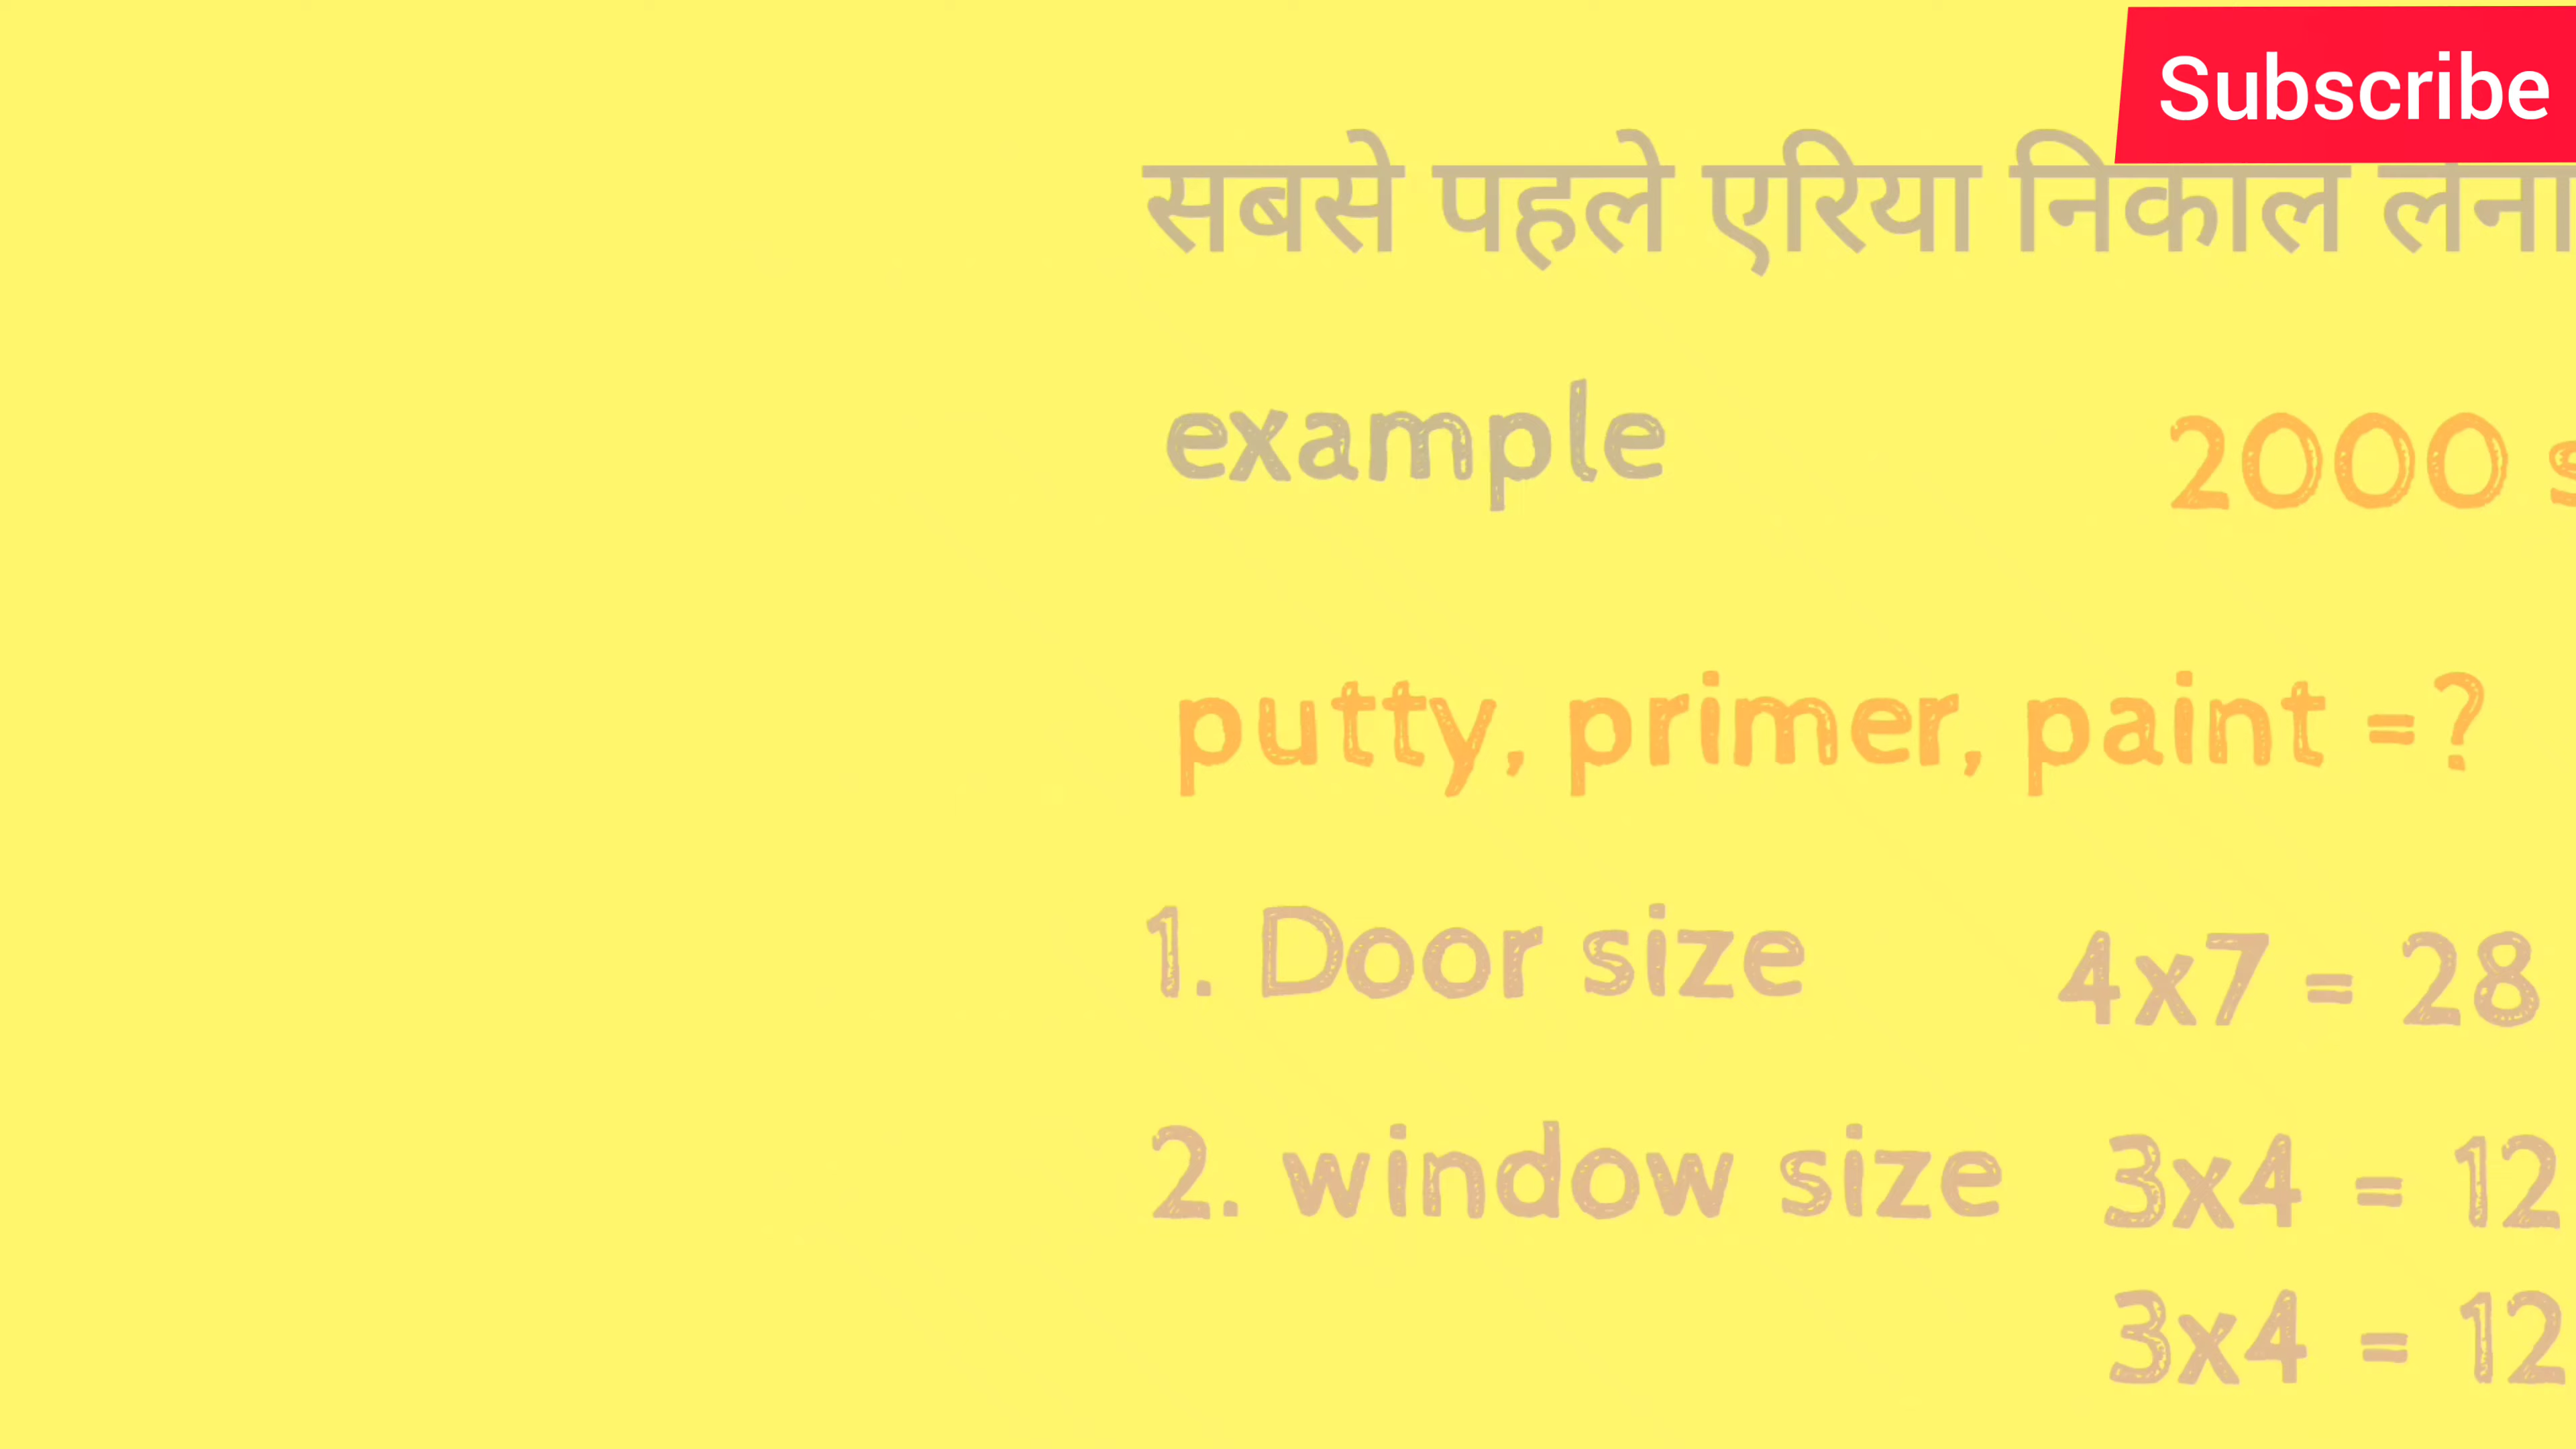 Subscribe
सबसे पहले एरिया निकाल
example 2000
putty, primer, paint =?
1. Door size 4x7 = 28
2. window size 3x4 = 12
3x4 = 12